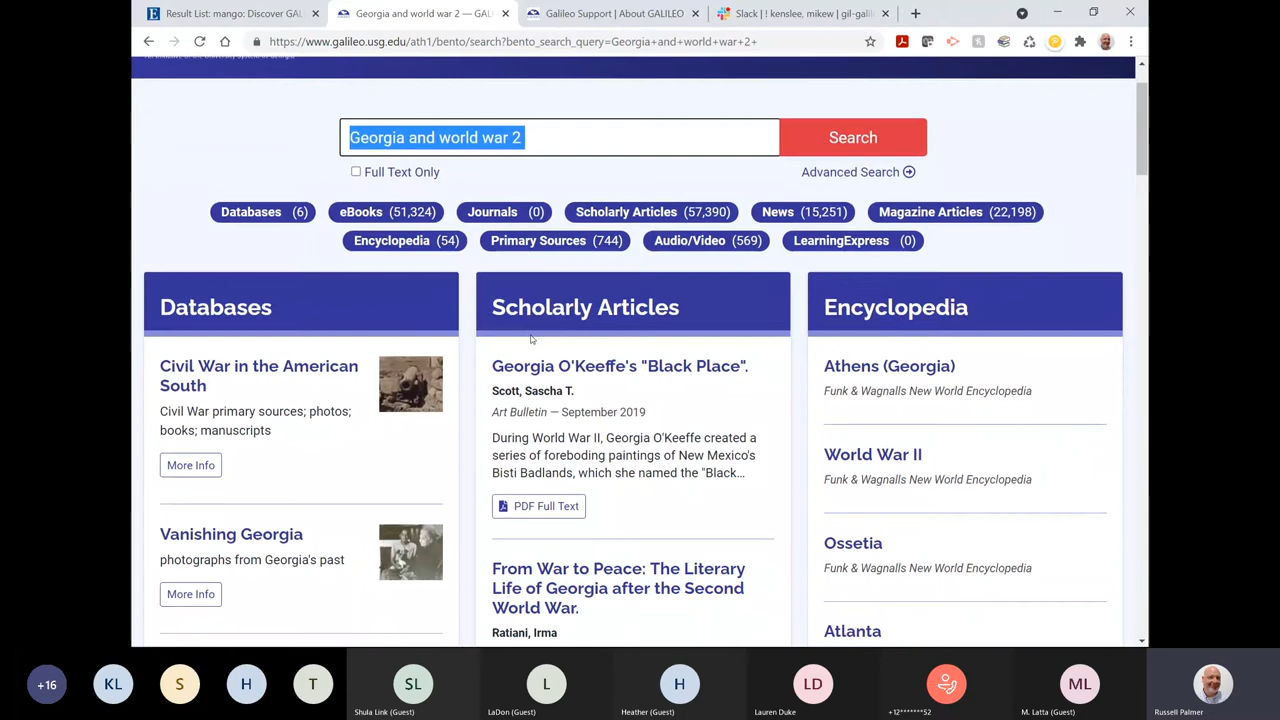 Result List: mango: Discover GAL
Georgia and world war 2 — GALI
Galileo Support | About GALILEO
Slack | ! kenslee, mikew | gil-galil
https://www.galileo.usg.edu/ath1/bento/search?bento_search_query=Georgia+and+world+war+2+
Georgia and world war 2
Search
Full Text Only
Advanced Search
Databases (6)
eBooks (51,324)
Journals (0)
Scholarly Articles (57,390)
News (15,251)
Magazine Articles (22,198)
Encyclopedia (54)
Primary Sources (744)
Audio/Video (569)
LearningExpress (0)
Databases
Civil War in the American
South
Civil War primary sources; photos;
books; manuscripts
More Info
Vanishing Georgia
photographs from Georgia's past
More Info
Scholarly Articles
Georgia O'Keeffe's "Black Place".
Scott, Sascha T.
Art Bulletin — September 2019
During World War II, Georgia O'Keeffe created a
series of foreboding paintings of New Mexico's
Bisti Badlands, which she named the "Black...
PDF Full Text
From War to Peace: The Literary
Life of Georgia after the Second
World War.
Ratiani, Irma
Encyclopedia
Athens (Georgia)
Funk & Wagnalls New World Encyclopedia
World War II
Funk & Wagnalls New World Encyclopedia
Ossetia
Funk & Wagnalls New World Encyclopedia
Atlanta
+16
KL
S
H
T
SL
Shula Link (Guest)
L
LaDon (Guest)
H
Heather (Guest)
LD
Lauren Duke
+12*******52
ML
M. Latta (Guest)
Russell Palmer